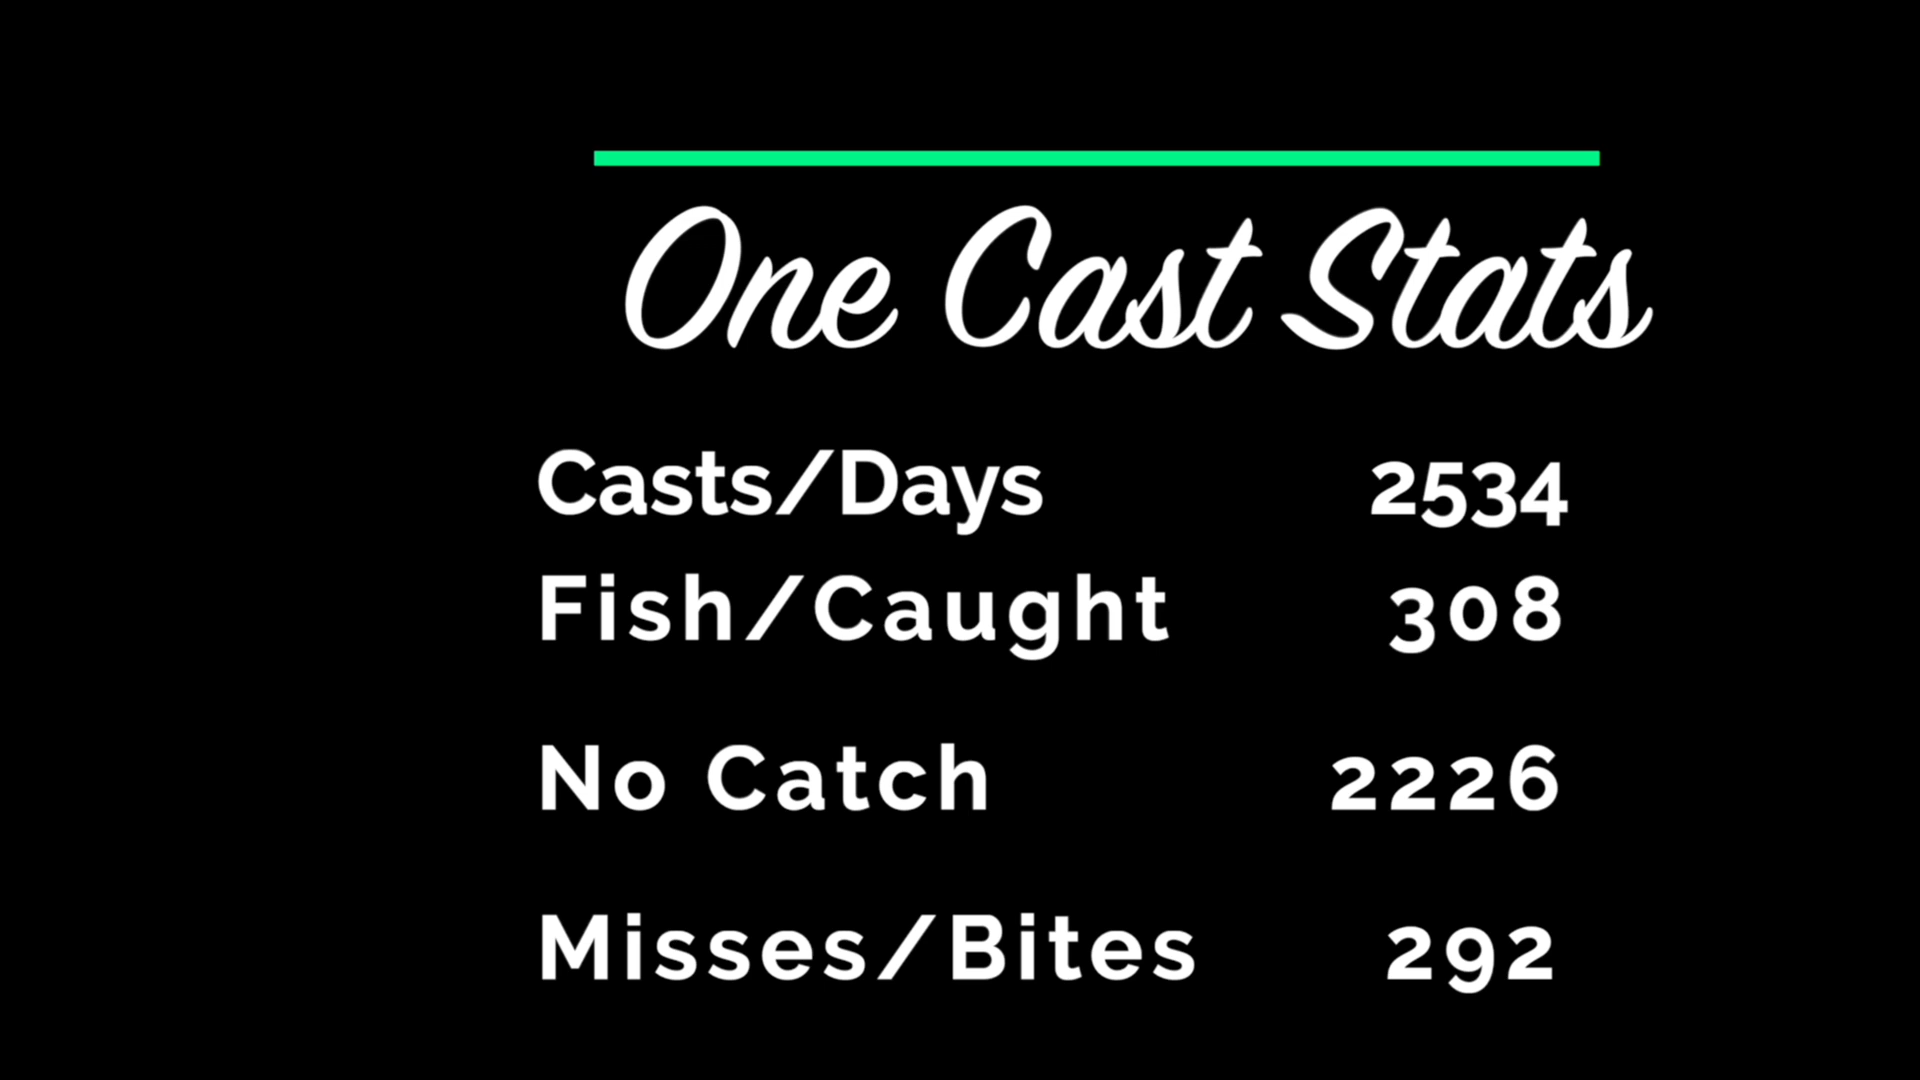 One Cast Stats
Casts/Days 2534
Fish/Caught 308
No Catch 2226
Misses/Bites 292